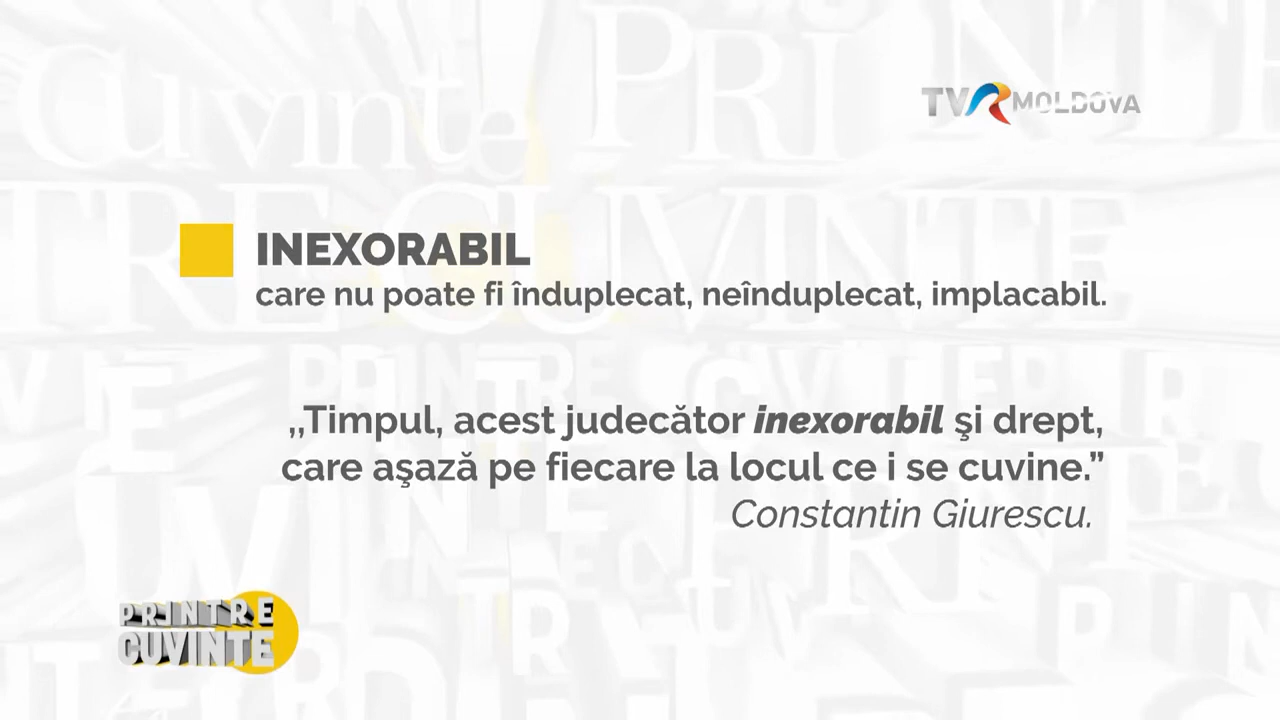 TVR MOLDOVA
INEXORABIL
care nu poate fi înduplecat, neînduplecat, implacabil.
,,Timpul, acest judecător inexorabil şi drept,
care aşază pe fiecare la locul ce i se cuvine.”
Constantin Giurescu.
PRINTRE
CUVINTE